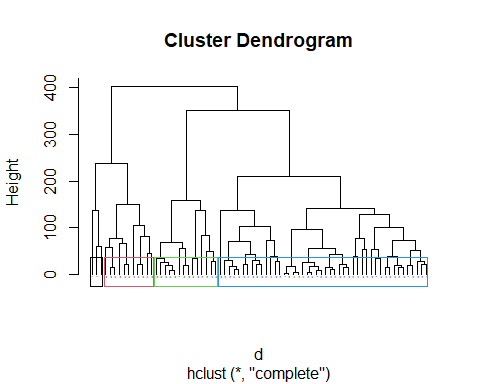 Cluster Dendrogram
Height
400
300
200
100
0
d
hclust (*, "complete")